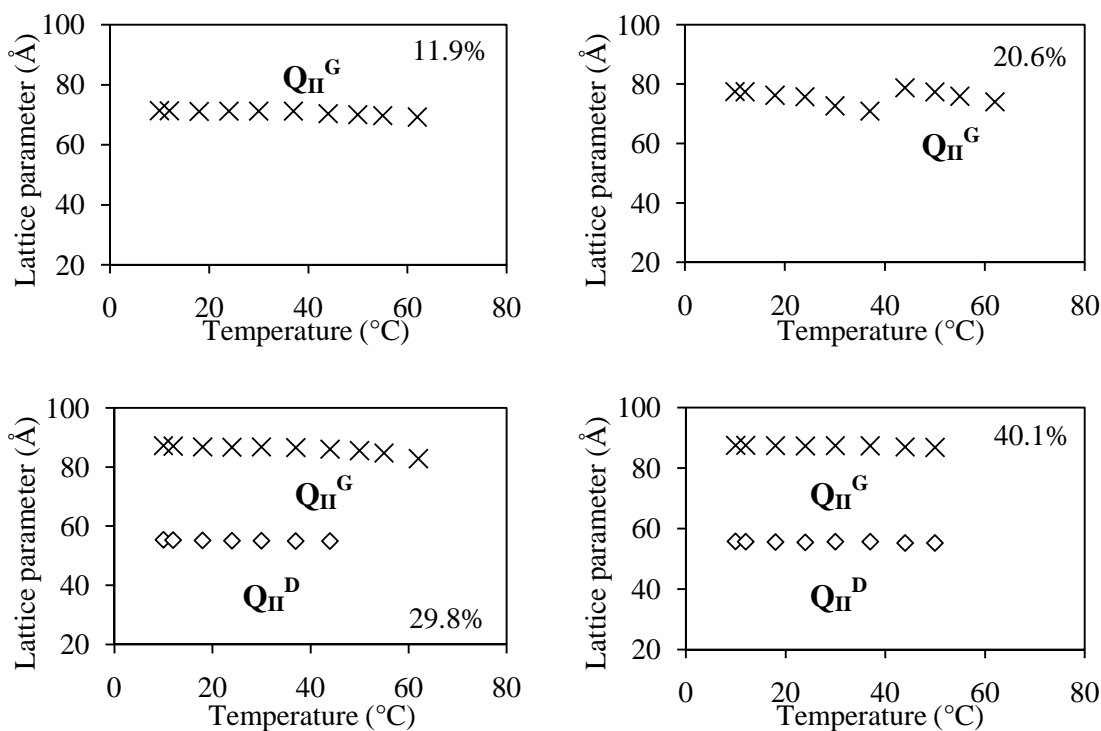 Lattice parameter (Å)
100
80
60
40
20
0 20 40 60 80
Temperature (°C)
11.9%
Q_II^G
Lattice parameter (Å)
100
80
60
40
20
0 20 40 60 80
Temperature (°C)
20.6%
Q_II^G
Lattice parameter (Å)
100
80
60
40
20
0 20 40 60 80
Temperature (°C)
Q_II^G
Q_II^D
29.8%
Lattice parameter (Å)
100
80
60
40
20
0 20 40 60 80
Temperature (°C)
40.1%
Q_II^G
Q_II^D